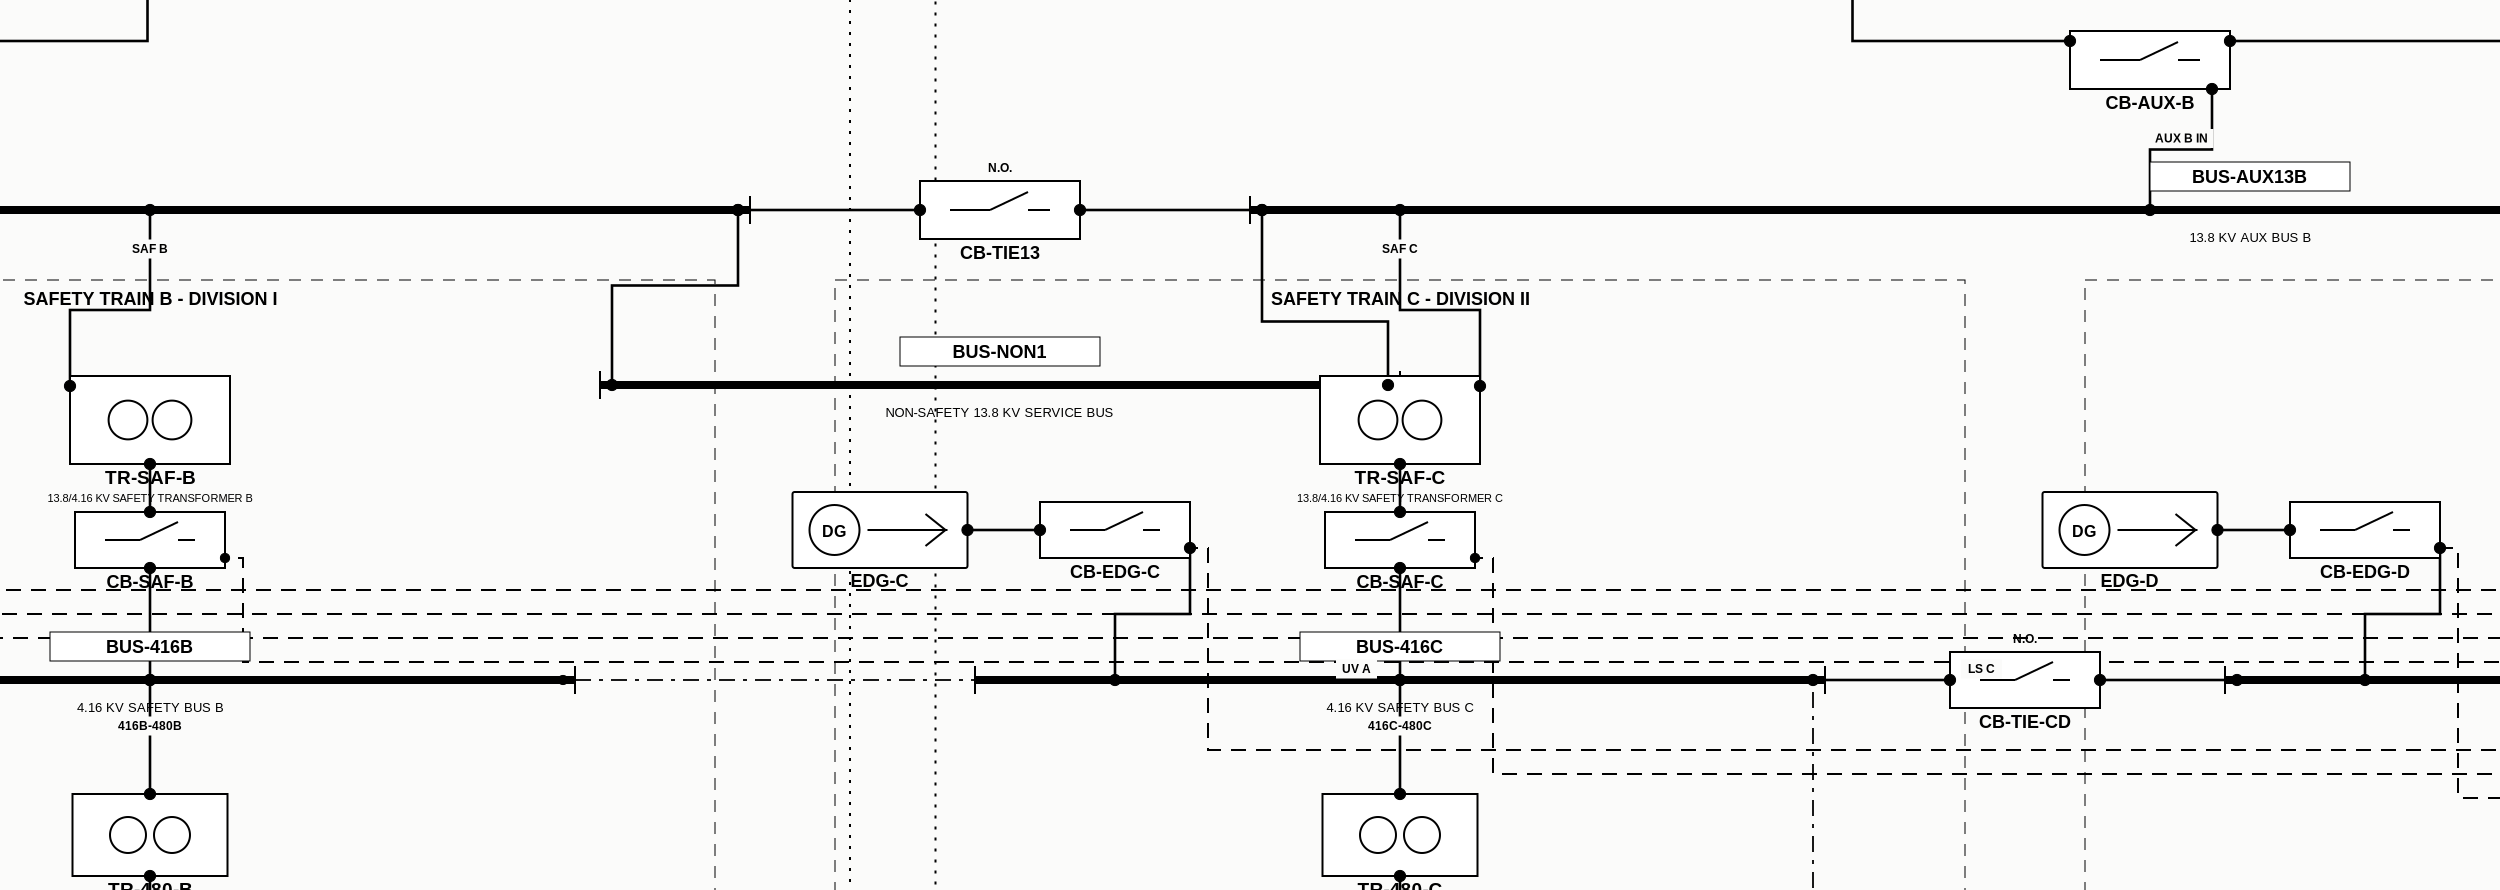 CB-AUX-B
AUX B IN
N.O.
BUS-AUX13B
CB-TIE13
13.8 KV AUX BUS B
SAF B
SAF C
SAFETY TRAIN B - DIVISION I
SAFETY TRAIN C - DIVISION II
BUS-NON1
NON-SAFETY 13.8 KV SERVICE BUS
TR-SAF-B
13.8/4.16 KV SAFETY TRANSFORMER B
TR-SAF-C
13.8/4.16 KV SAFETY TRANSFORMER C
DG
DG
CB-SAF-B
EDG-C
CB-EDG-C
CB-SAF-C
EDG-D
CB-EDG-D
BUS-416B
BUS-416C
N.O.
UV A
LS C
4.16 KV SAFETY BUS B
416B-480B
4.16 KV SAFETY BUS C
416C-480C
CB-TIE-CD
TR-480-B
TR-480-C